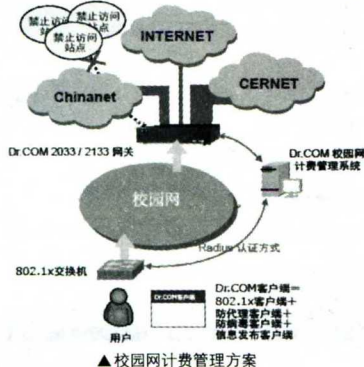 禁止访问
站点
禁止访问
站点
禁止访问
站点
INTERNET
Chinanet
CERNET
Dr.COM 2033 / 2133 网关
Dr.COM 校园网
计费管理系统
校园网
Radius 认证方式
802.1x交换机
Dr.COM客户端
用户
Dr.COM客户端=
802.1x客户端+
防代理客户端+
防病毒客户端+
信息发布客户端
▲校园网计费管理方案